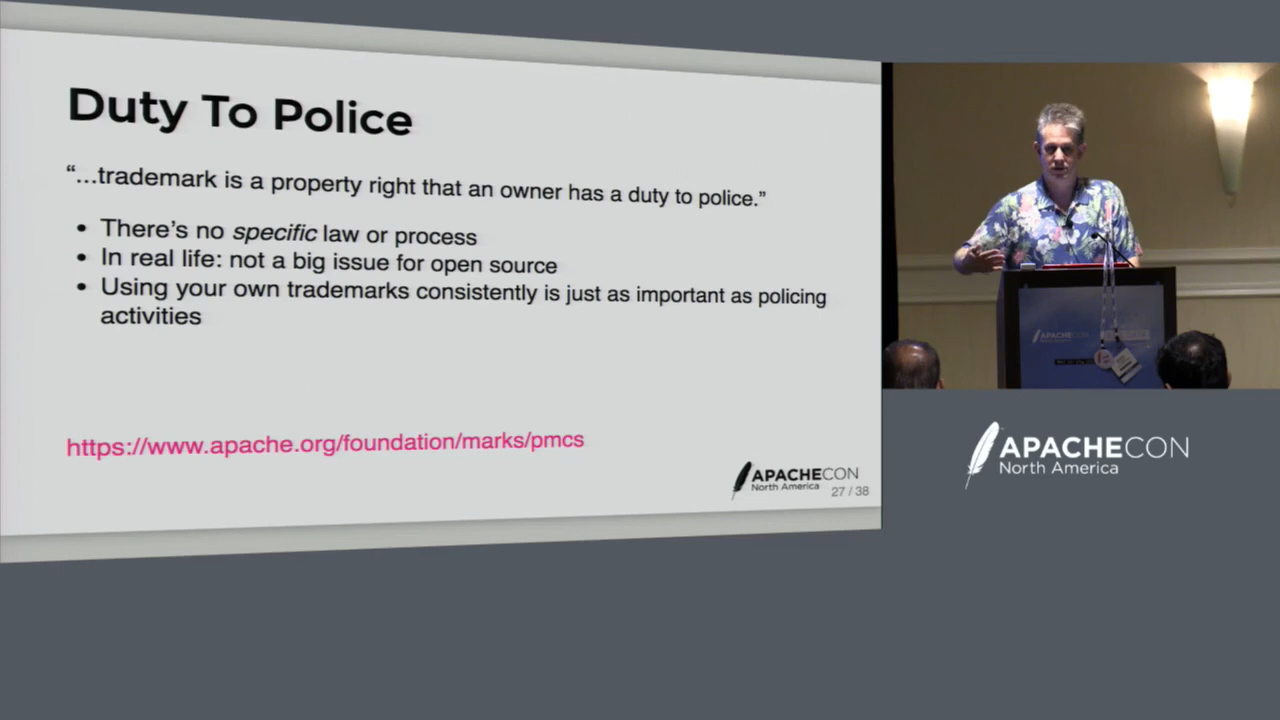 Duty To Police
“...trademark is a property right that an owner has a duty to police.”
• There’s no specific law or process
• In real life: not a big issue for open source
• Using your own trademarks consistently is just as important as policing
activities
https://www.apache.org/foundation/marks/pmcs
APACHECON
North America
27 / 38
APACHECON
APACHECON
North America